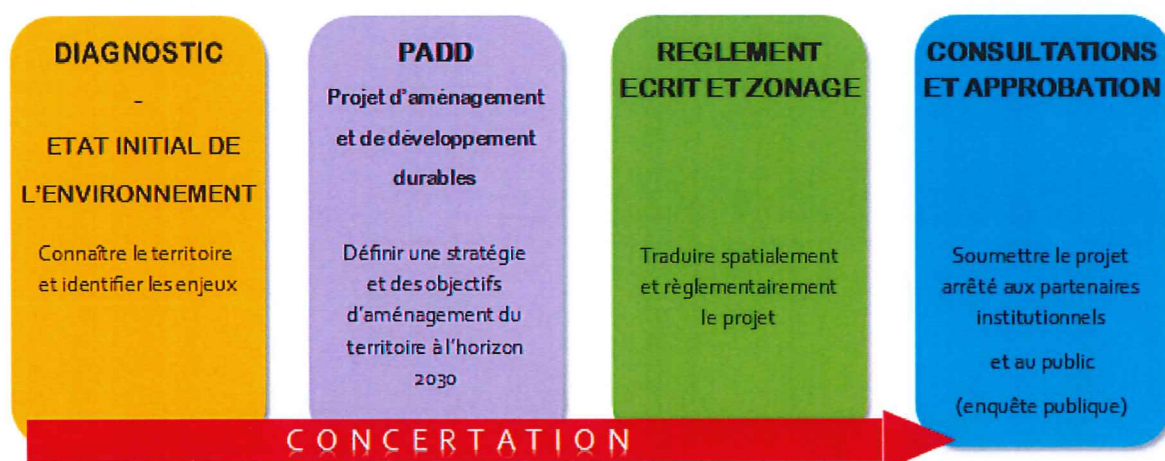 DIAGNOSTIC
-
ETAT INITIAL DE
L'ENVIRONNEMENT
Connaître le territoire
et identifier les enjeux
PADD
Projet d'aménagement
et de développement
durables
Définir une stratégie
et des objectifs
d'aménagement du
territoire à l'horizon
2030
REGLEMENT
ECRIT ET ZONAGE
Traduire spatialement
et règlementairement
le projet
CONSULTATIONS
ET APPROBATION
Soumettre le projet
arrêté aux partenaires
institutionnels
et au public
(enquête publique)
CONCERTATION